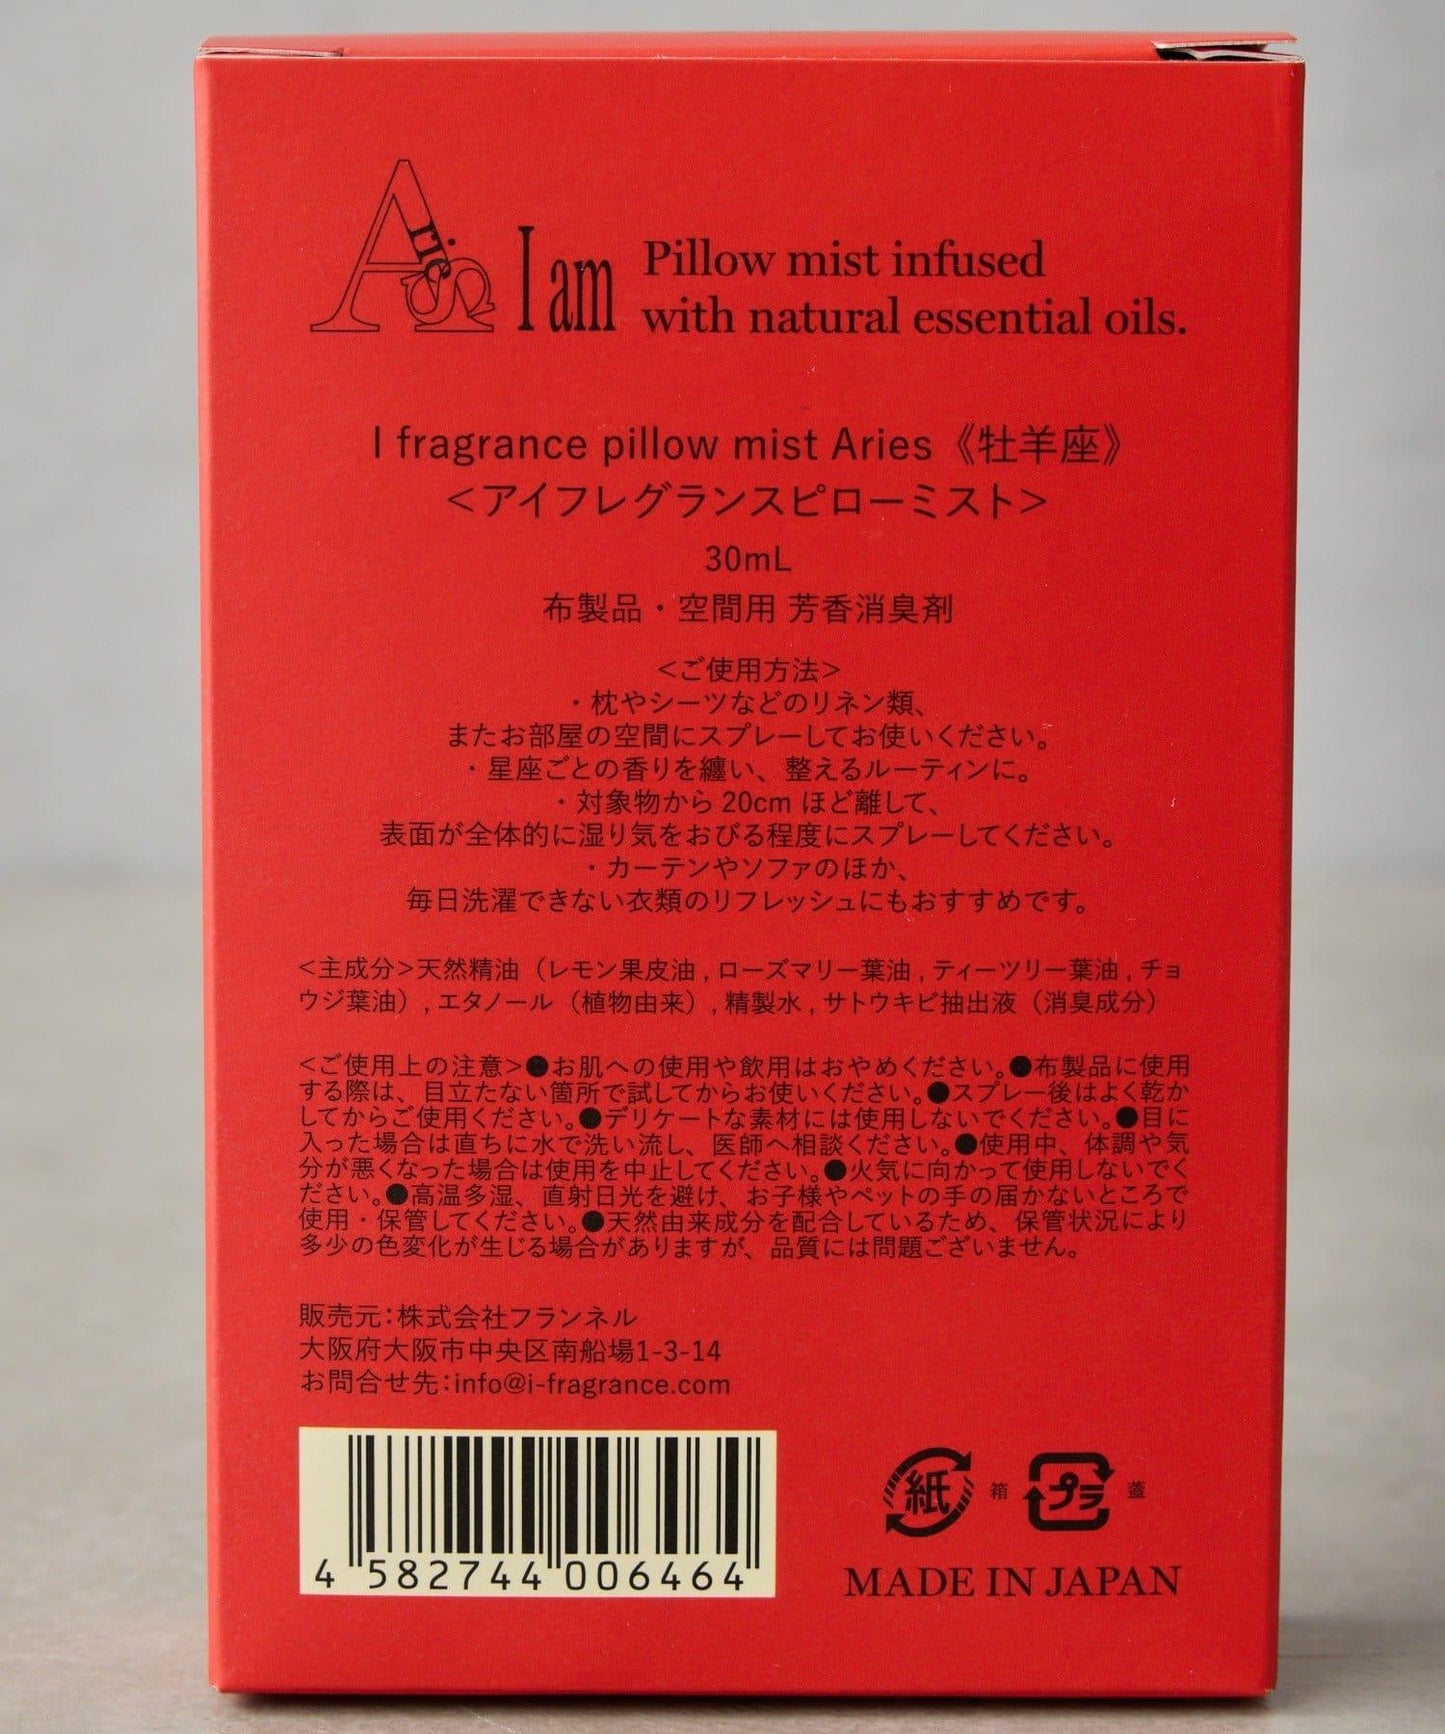 Aries I am
Pillow mist infused
with natural essential oils.
I fragrance pillow mist Aries《牡羊座》
<アイフレグランスピローミスト>
30mL
布製品・空間用 芳香消臭剤
<ご使用方法>
・枕やシーツなどのリネン類、
またお部屋の空間にスプレーしてお使いください。
・星座ごとの香りを纏い、整えるルーティンに。
・対象物から 20cm ほど離して、
表面が全体的に湿り気をおびる程度にスプレーしてください。
・カーテンやソファのほか、
毎日洗濯できない衣類のリフレッシュにもおすすめです。
<主成分>天然精油（レモン果皮油 , ローズマリー葉油 , ティーツリー葉油 , チョ
ウジ葉油）, エタノール（植物由来）, 精製水 , サトウキビ抽出液（消臭成分）
<ご使用上の注意>●お肌への使用や飲用はおやめください。●布製品に使用
する際は、目立たない箇所で試してからお使いください。●スプレー後はよく乾か
してからご使用ください。●デリケートな素材には使用しないでください。●目に
入った場合は直ちに水で洗い流し、医師へ相談ください。●使用中、体調や気
分が悪くなった場合は使用を中止してください。●火気に向かって使用しないでく
ださい。●高温多湿、直射日光を避け、お子様やペットの手の届かないところで
使用・保管してください。●天然由来成分を配合しているため、保管状況により
多少の色変化が生じる場合がありますが、品質には問題ございません。
販売元：株式会社フランネル
大阪府大阪市中央区南船場1-3-14
お問合せ先：info@i-fragrance.com
4 582744 006464
紙 箱 プラ 蓋
MADE IN JAPAN